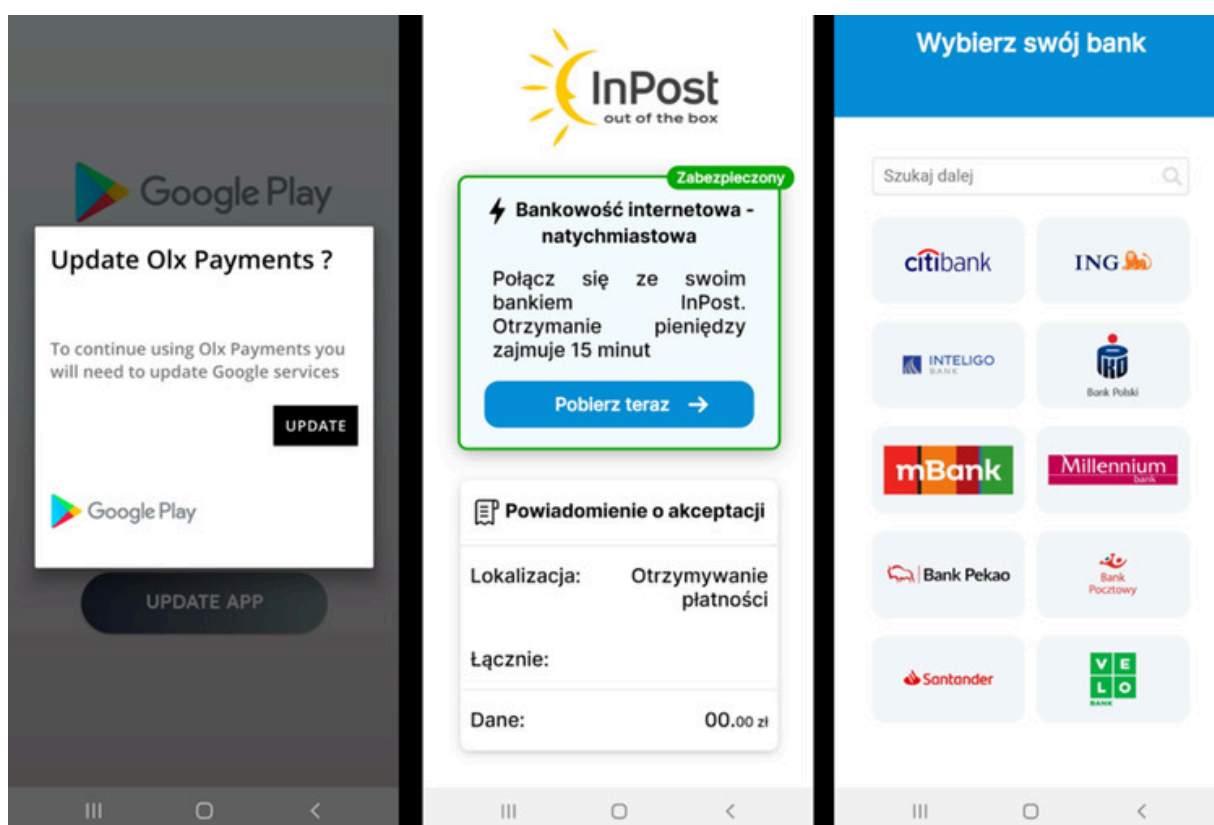 Google Play
Update Olx Payments ?
To continue using Olx Payments you
will need to update Google services
UPDATE
Google Play
UPDATE APP
InPost
out of the box
Zabezpieczony
Bankowość internetowa -
natychmiastowa
Połącz się ze swoim
bankiem InPost.
Otrzymanie pieniędzy
zajmuje 15 minut
Pobierz teraz →
Powiadomienie o akceptacji
Lokalizacja: Otrzymywanie
płatności
Łącznie:
Dane: 00.00 zł
Wybierz swój bank
Szukaj dalej
citibank
ING
INTELIGO
BANK
Bank Polski
mBank
Millennium
bank
Bank Pekao
Bank
Pocztowy
Santander
VE
LO
BANK